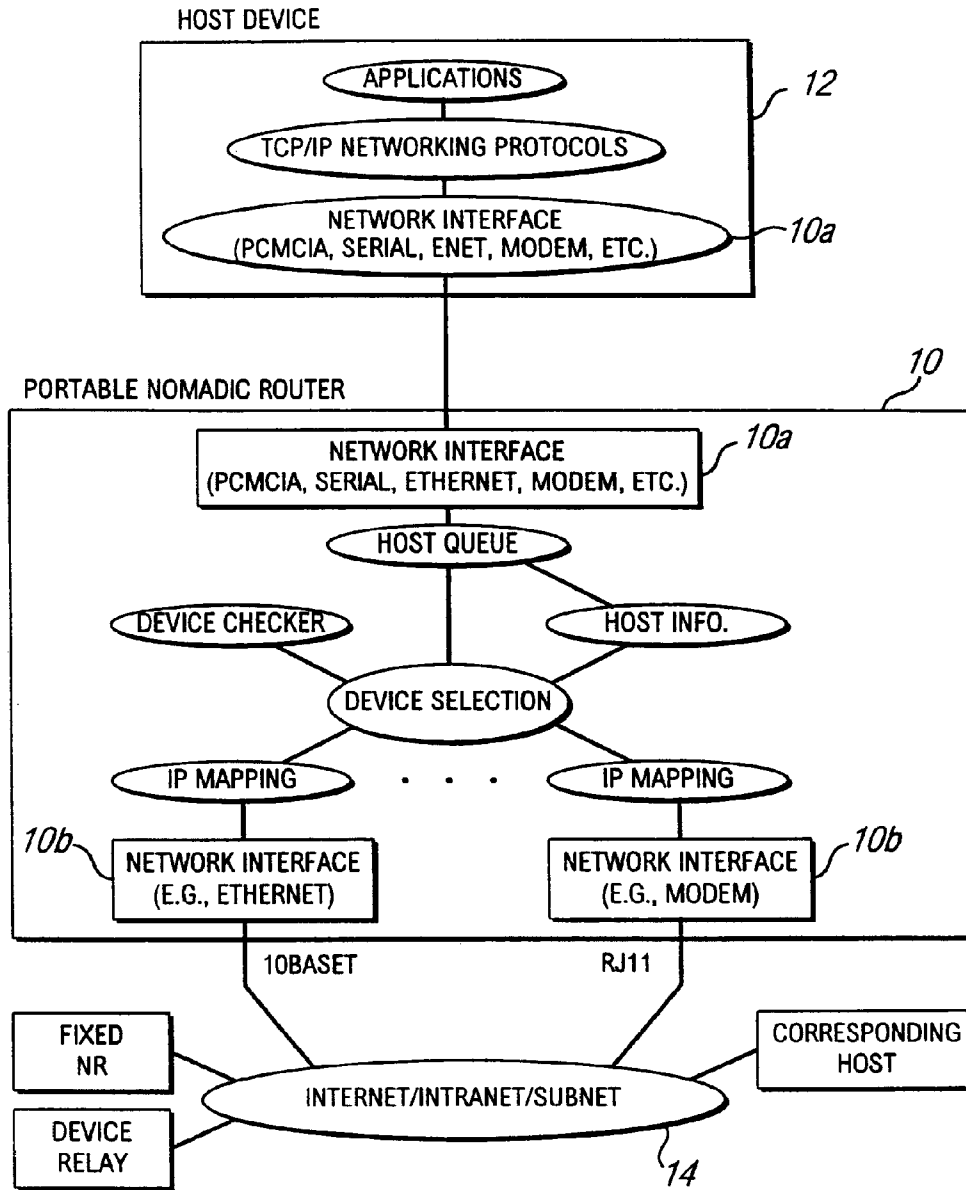 HOST DEVICE
APPLICATIONS
12
TCP/IP NETWORKING PROTOCOLS
NETWORK INTERFACE
(PCMCIA, SERIAL, ENET, MODEM, ETC.)
10a
10
PORTABLE NOMADIC ROUTER
NETWORK INTERFACE
(PCMCIA, SERIAL, ETHERNET, MODEM, ETC.)
10a
HOST QUEUE
DEVICE CHECKER
HOST INFO.
DEVICE SELECTION
IP MAPPING
. . .
IP MAPPING
10b
NETWORK INTERFACE
(E.G., ETHERNET)
NETWORK INTERFACE
(E.G., MODEM)
10b
10BASET
RJ11
FIXED
NR
CORRESPONDING
HOST
INTERNET/INTRANET/SUBNET
DEVICE
RELAY
14